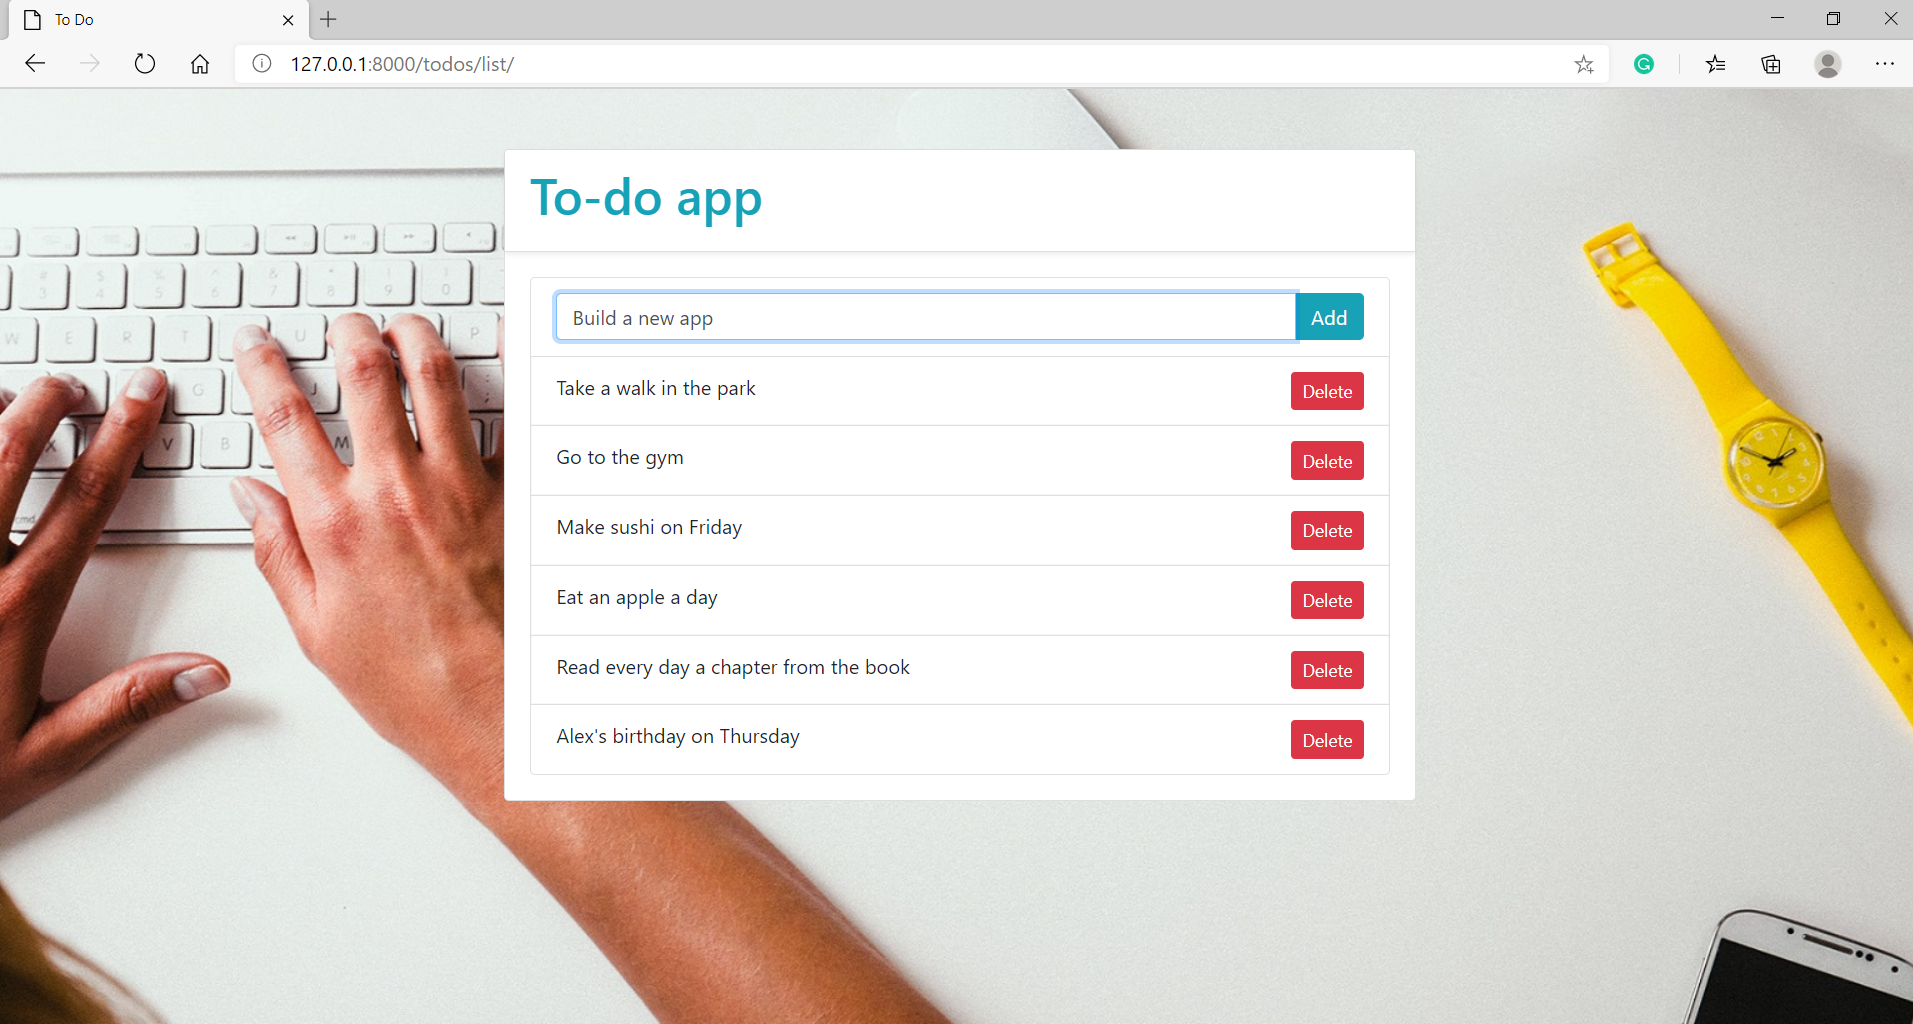 To Do
127.0.0.1:8000/todos/list/
To-do app
Build a new app Add
Take a walk in the park Delete
Go to the gym Delete
Make sushi on Friday Delete
Eat an apple a day Delete
Read every day a chapter from the book Delete
Alex's birthday on Thursday Delete